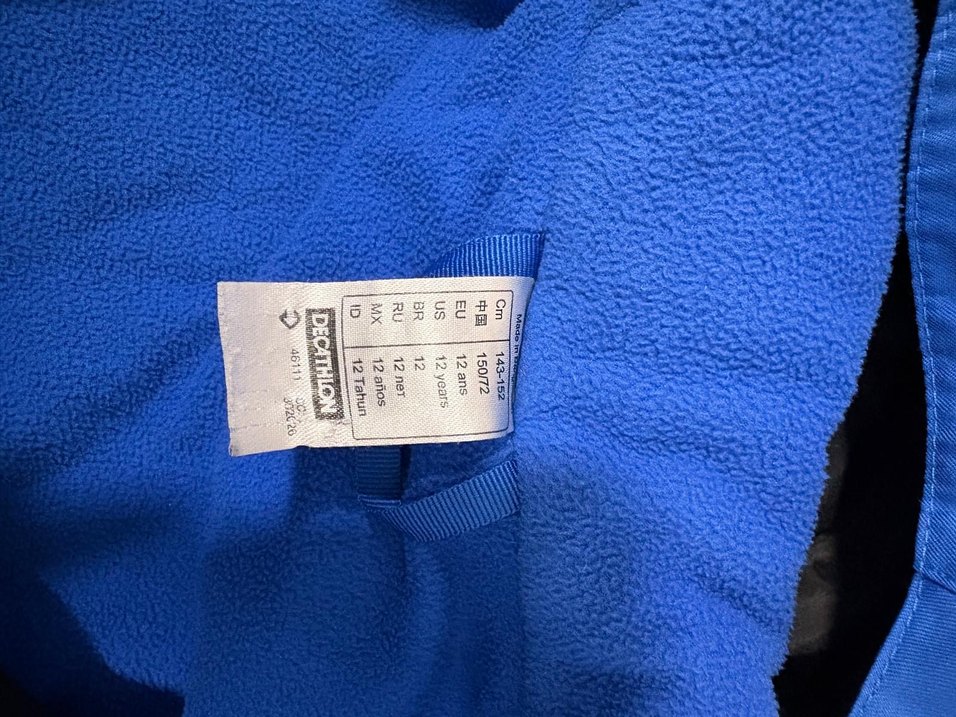 Made in
Cm 143-152
中国 150/72
EU 12 ans
US 12 years
BR 12
RU 12 лет
MX 12 años
ID 12 Tahun
DECATHLON
46111